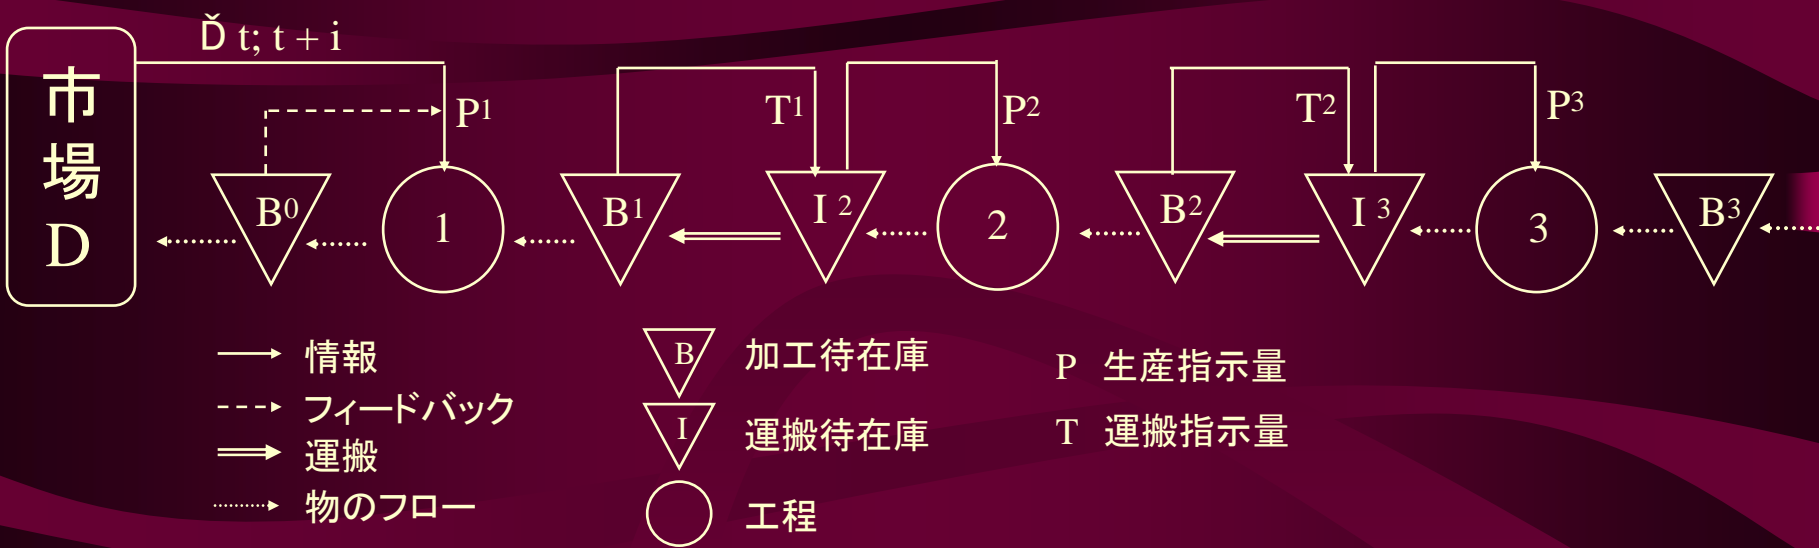 Ď t; t + i
市
場
D
P1
T1
P2
T2
P3
B0
1
B1
I 2
2
B2
I 3
3
B3
情報
フィードバック
運搬
物のフロー
B
加工待在庫
I
運搬待在庫
工程
P 生産指示量
T 運搬指示量